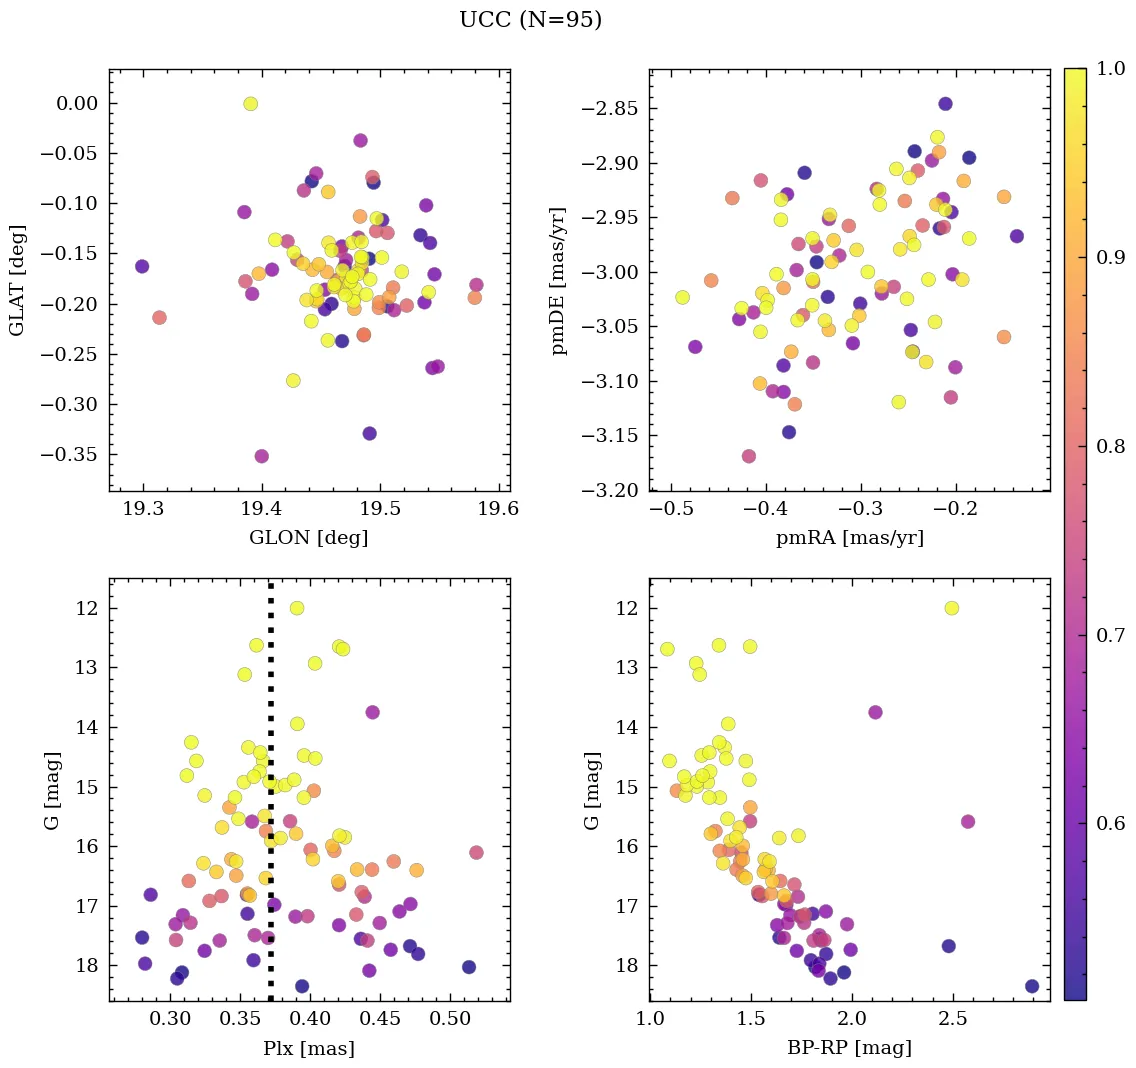 UCC (N=95)
0.00
−0.05
−0.10
−0.15
−0.20
−0.25
−0.30
−0.35
GLAT [deg]
19.3 19.4 19.5 19.6
GLON [deg]
−2.85
−2.90
−2.95
−3.00
−3.05
−3.10
−3.15
−3.20
pmDE [mas/yr]
−0.5 −0.4 −0.3 −0.2
pmRA [mas/yr]
1.0
0.9
0.8
0.7
0.6
12
13
14
15
16
17
18
G [mag]
0.30 0.35 0.40 0.45 0.50
Plx [mas]
12
13
14
15
16
17
18
G [mag]
1.0 1.5 2.0 2.5
BP-RP [mag]